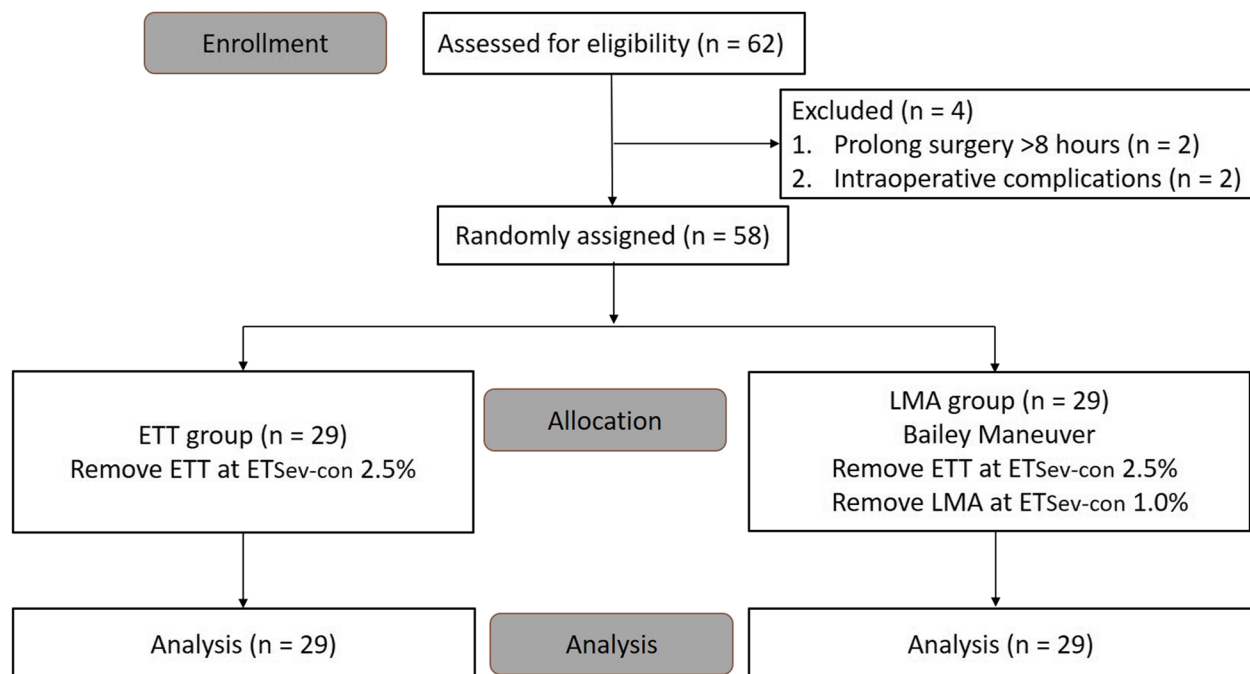 Enrollment
Assessed for eligibility (n = 62)
Excluded (n = 4)
1. Prolong surgery >8 hours (n = 2)
2. Intraoperative complications (n = 2)
Randomly assigned (n = 58)
ETT group (n = 29)
Remove ETT at ETSev-con 2.5%
Allocation
LMA group (n = 29)
Bailey Maneuver
Remove ETT at ETSev-con 2.5%
Remove LMA at ETSev-con 1.0%
Analysis (n = 29)
Analysis
Analysis (n = 29)